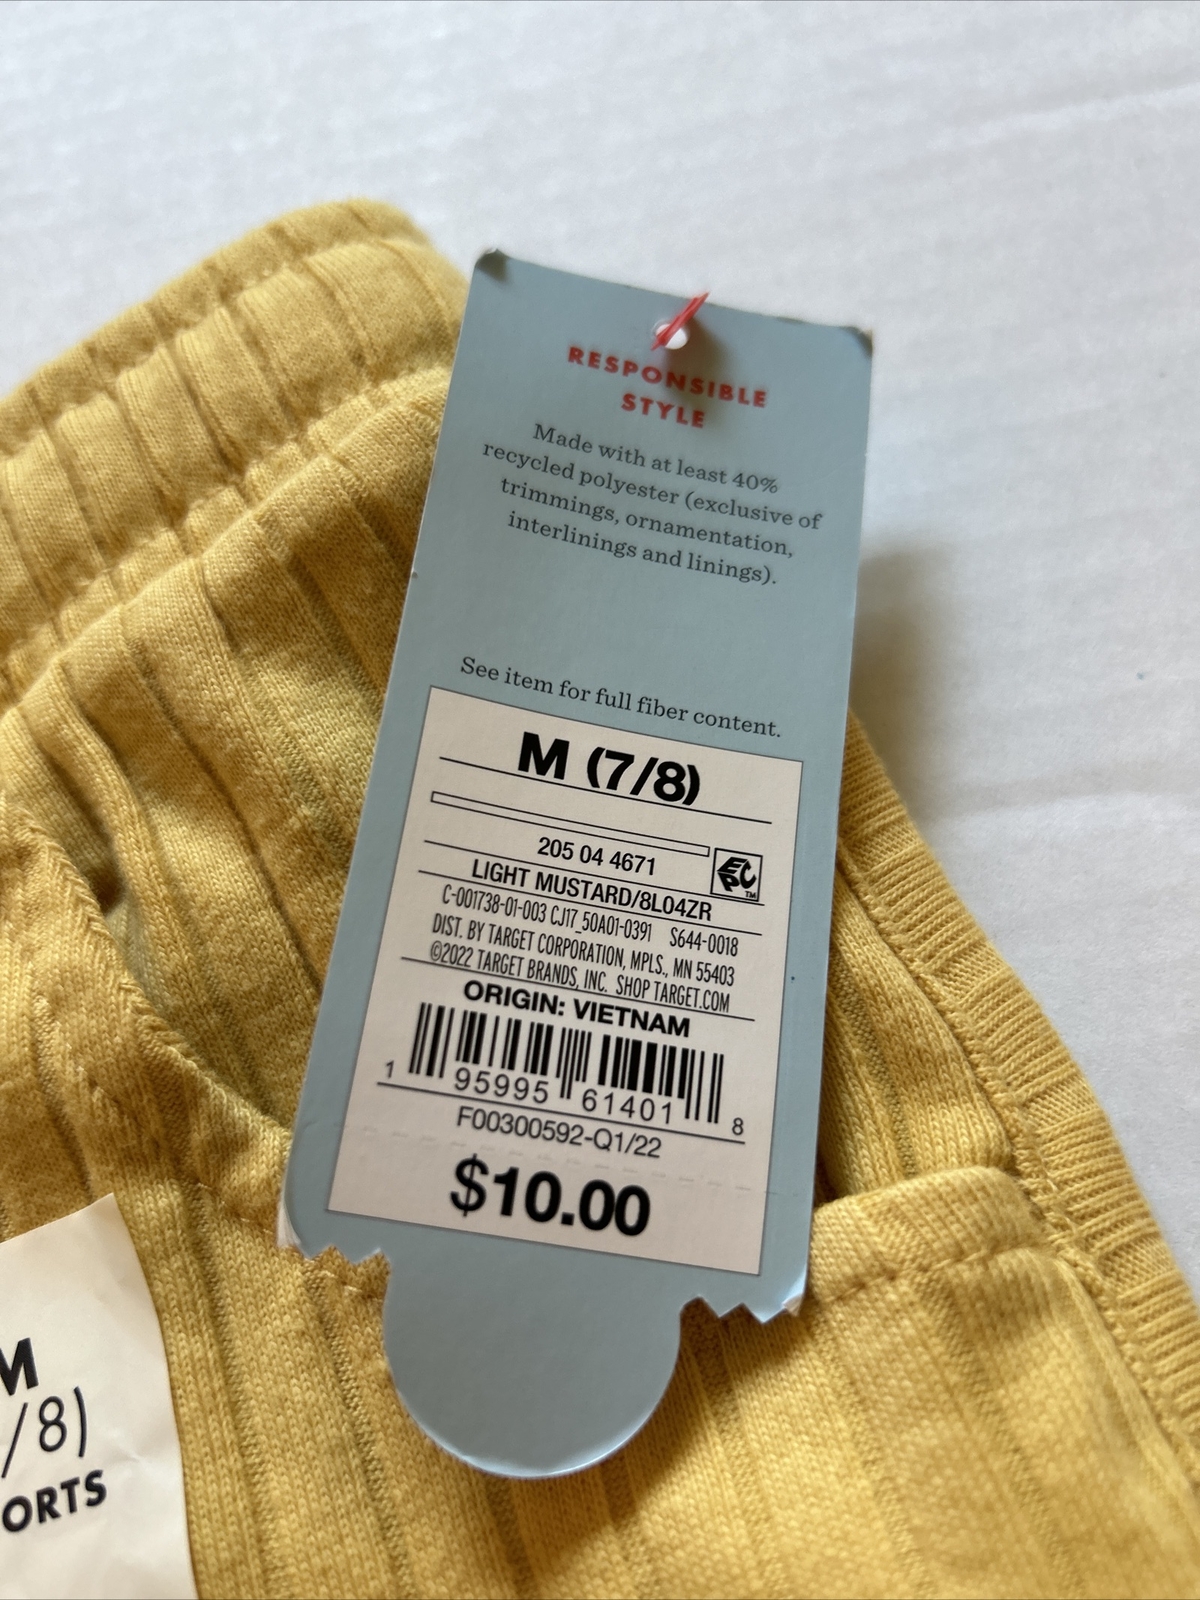 RESPONSIBLE
STYLE
Made with at least 40%
recycled polyester (exclusive of
trimmings, ornamentation,
interlinings and linings).
See item for full fiber content.
M (7/8)
205 04 4671
EPC
TM
LIGHT MUSTARD/8L04ZR
C-001738-01-003 CJ17_50A01-0391 S644-0018
DIST. BY TARGET CORPORATION, MPLS., MN 55403
©2022 TARGET BRANDS, INC. SHOP TARGET.COM
ORIGIN: VIETNAM
1 95995 61401 8
F00300592-Q1/22
$10.00
M
/8)
ORTS